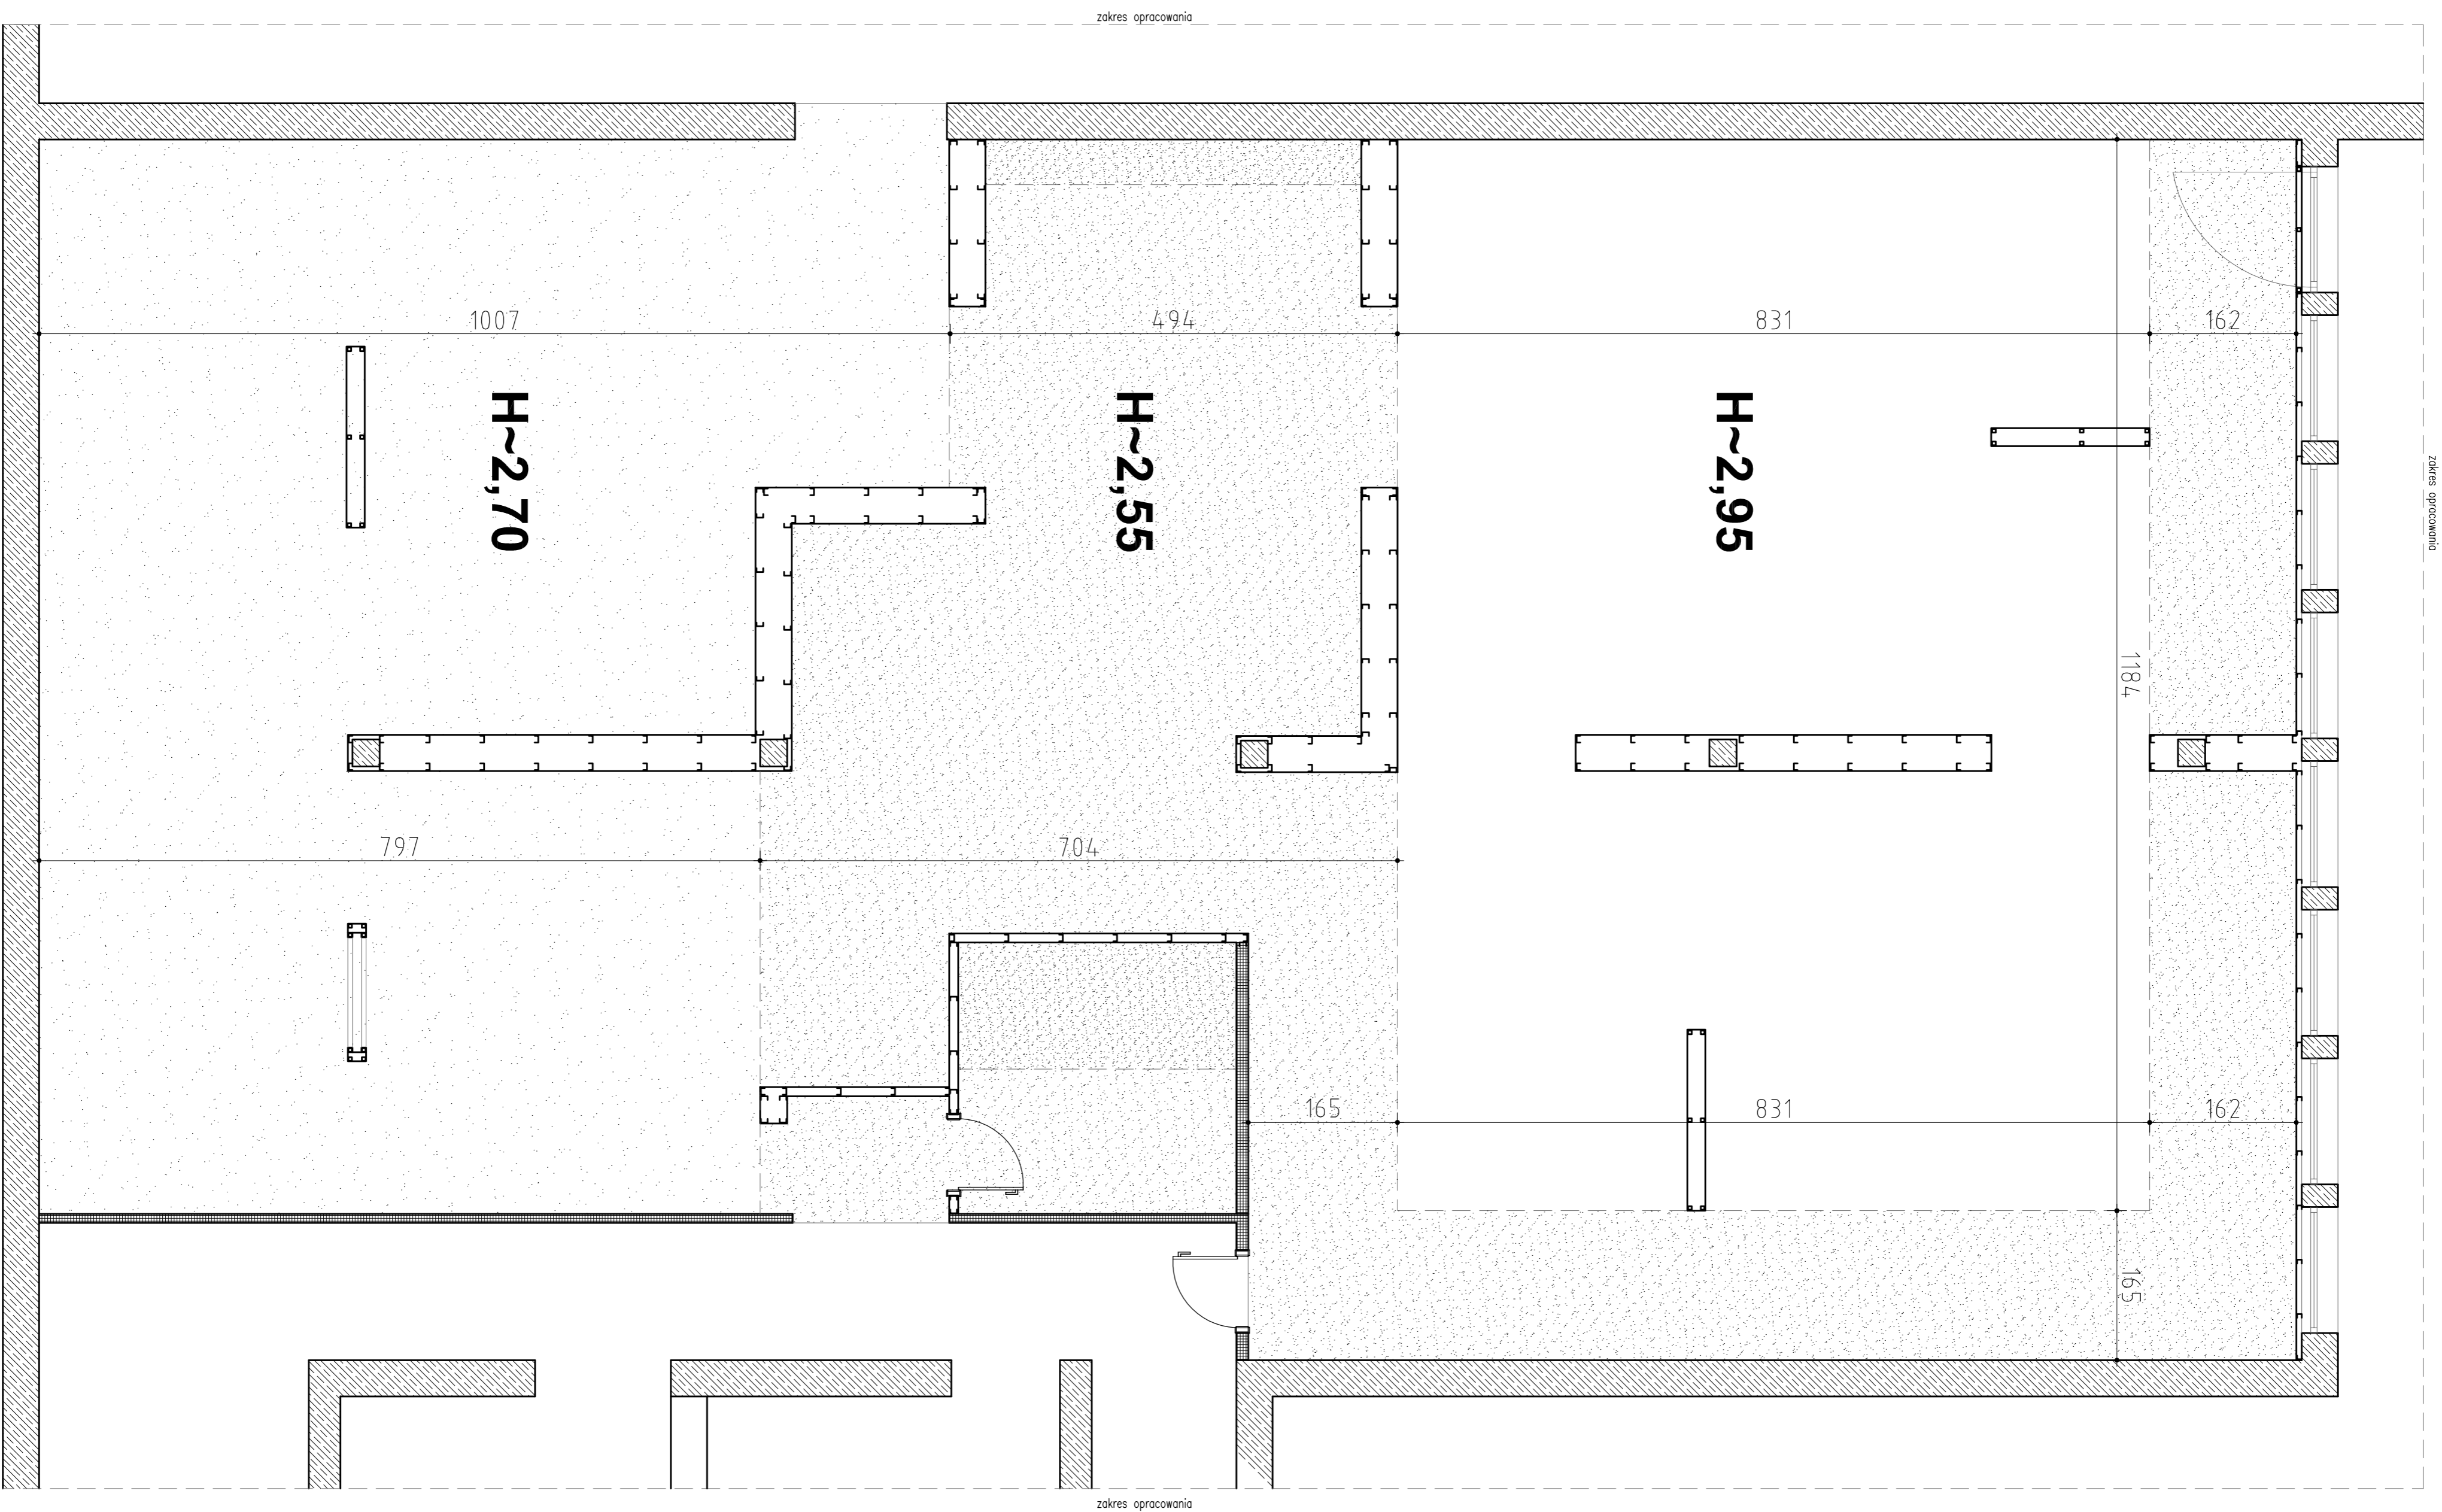 zakres opracowania
1007
494
831
162
H~2,70
H~2,55
H~2,95
zakres opracowania
1184
797
704
165
831
162
165
zakres opracowania